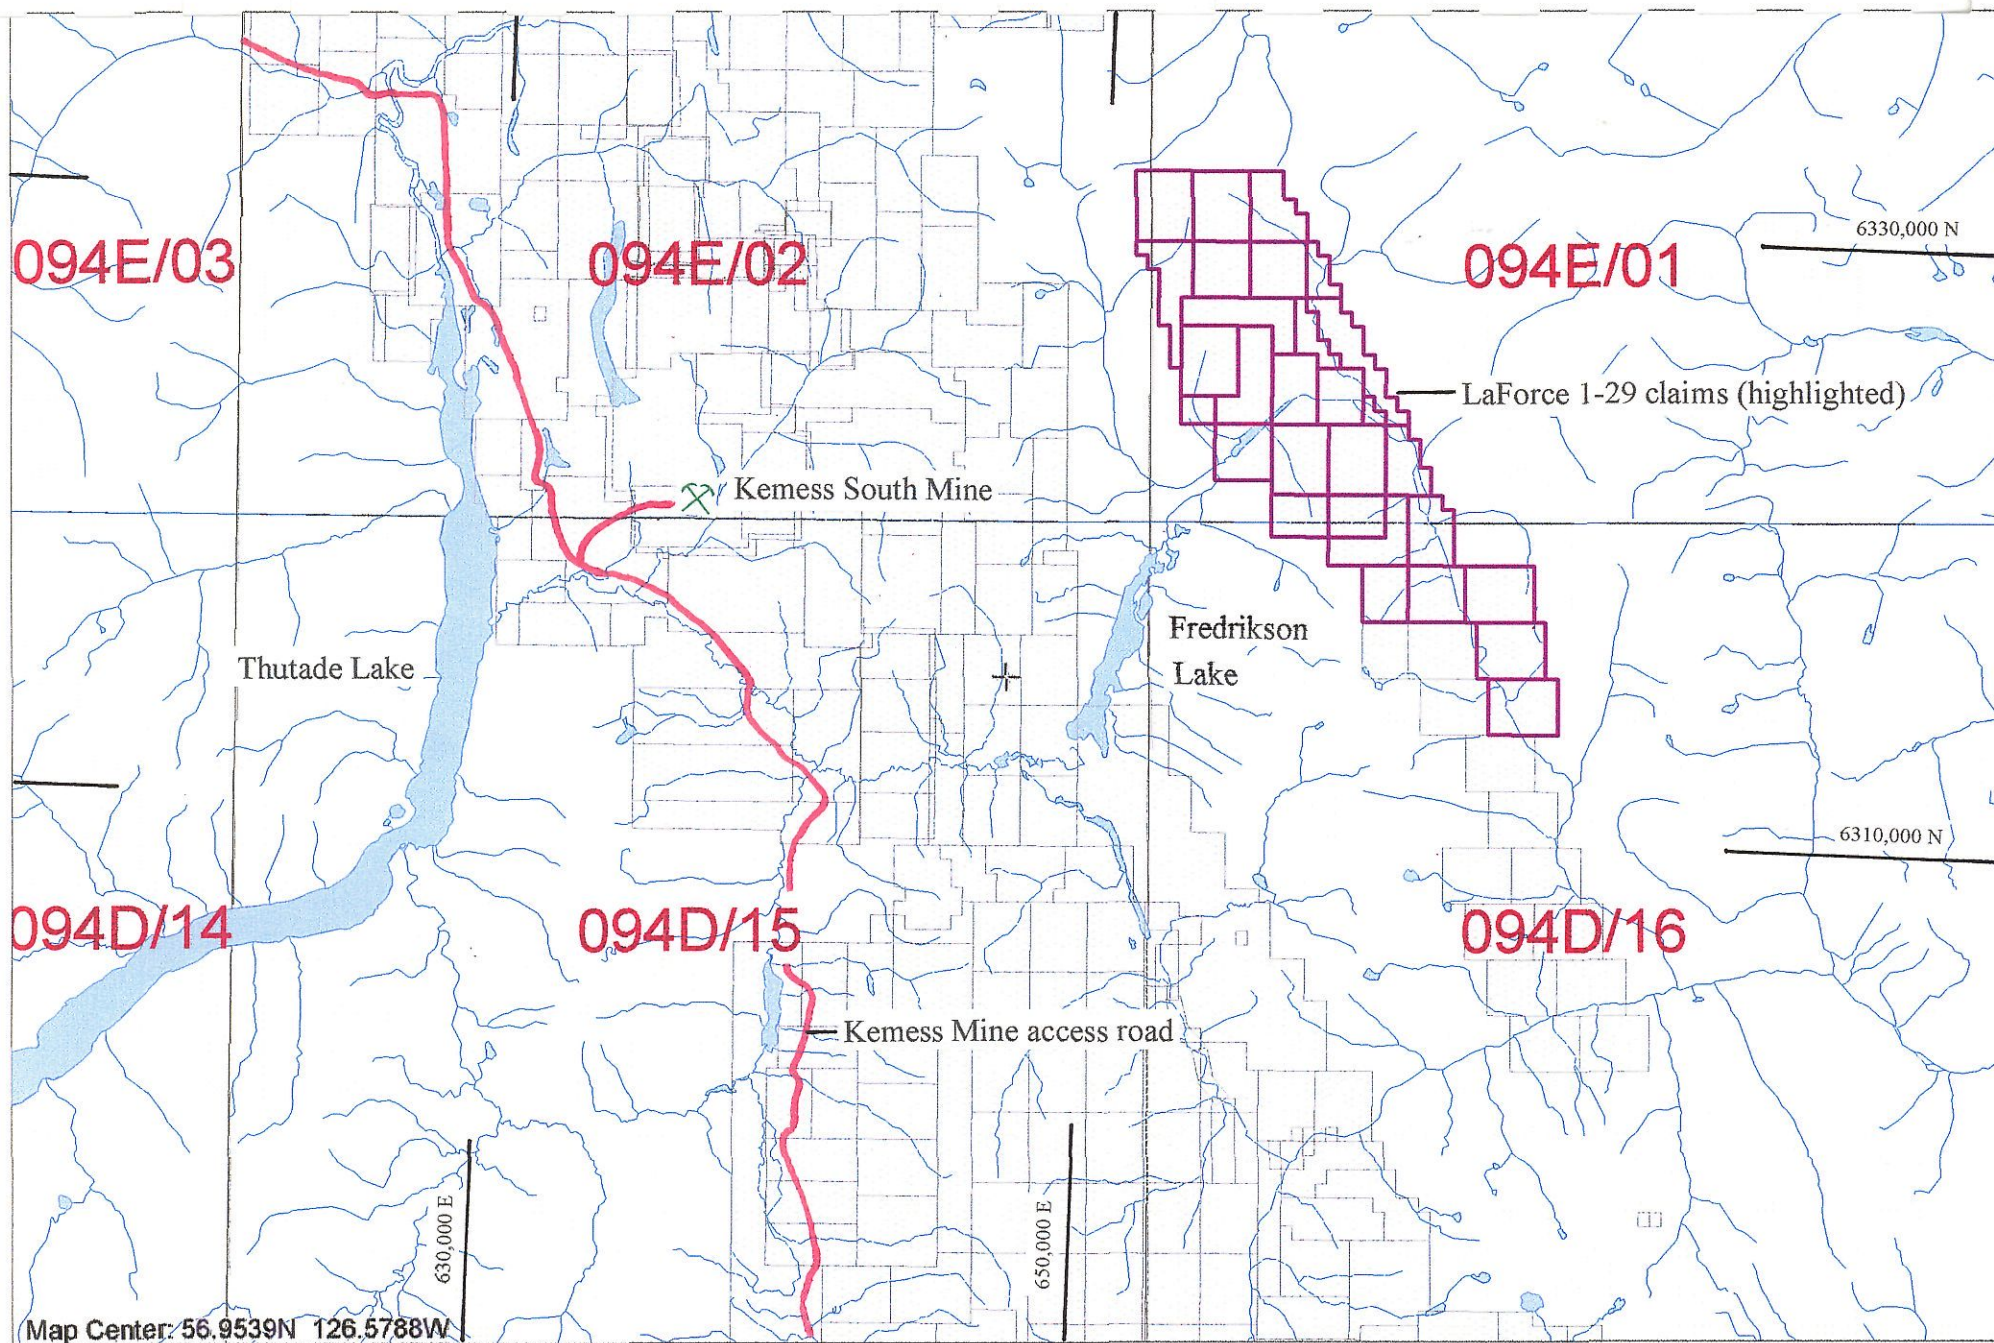 6330,000 N
094E/03
094E/02
094E/01
LaForce 1-29 claims (highlighted)
Kemess South Mine
Fredrikson
Lake
Thutade Lake
6310,000 N
094D/14
094D/15
094D/16
Kemess Mine access road
630,000 E
650,000 E
Map Center: 56.9539N 126.5788W